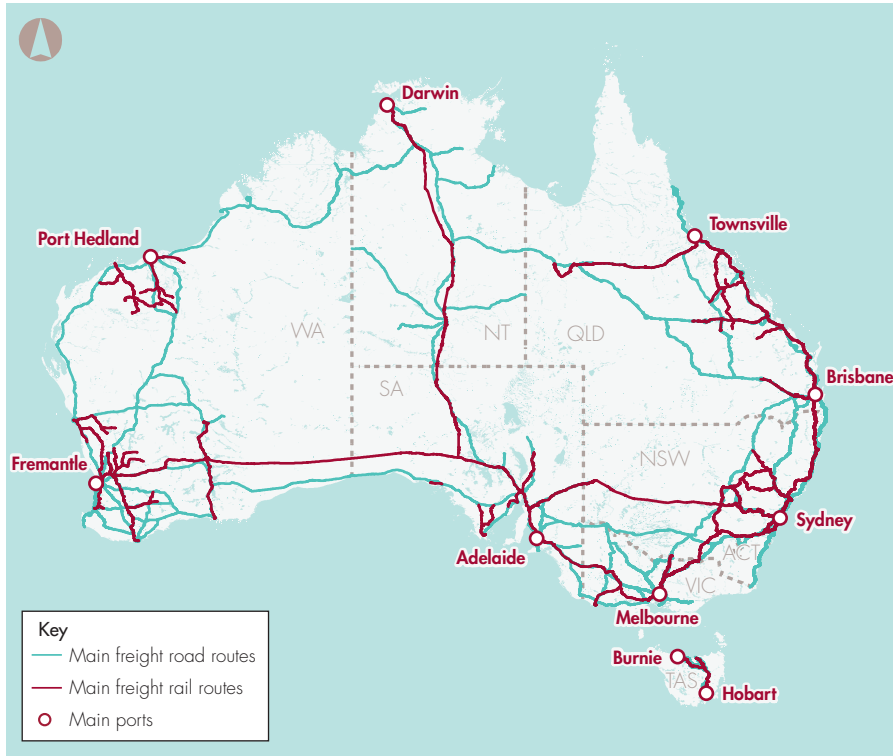 Darwin
Townsville
Port Hedland
WA
NT
QLD
SA
Brisbane
NSW
Fremantle
Sydney
Adelaide
ACT
VIC
Melbourne
Key
Main freight road routes
Main freight rail routes
Main ports
Burnie
TAS
Hobart